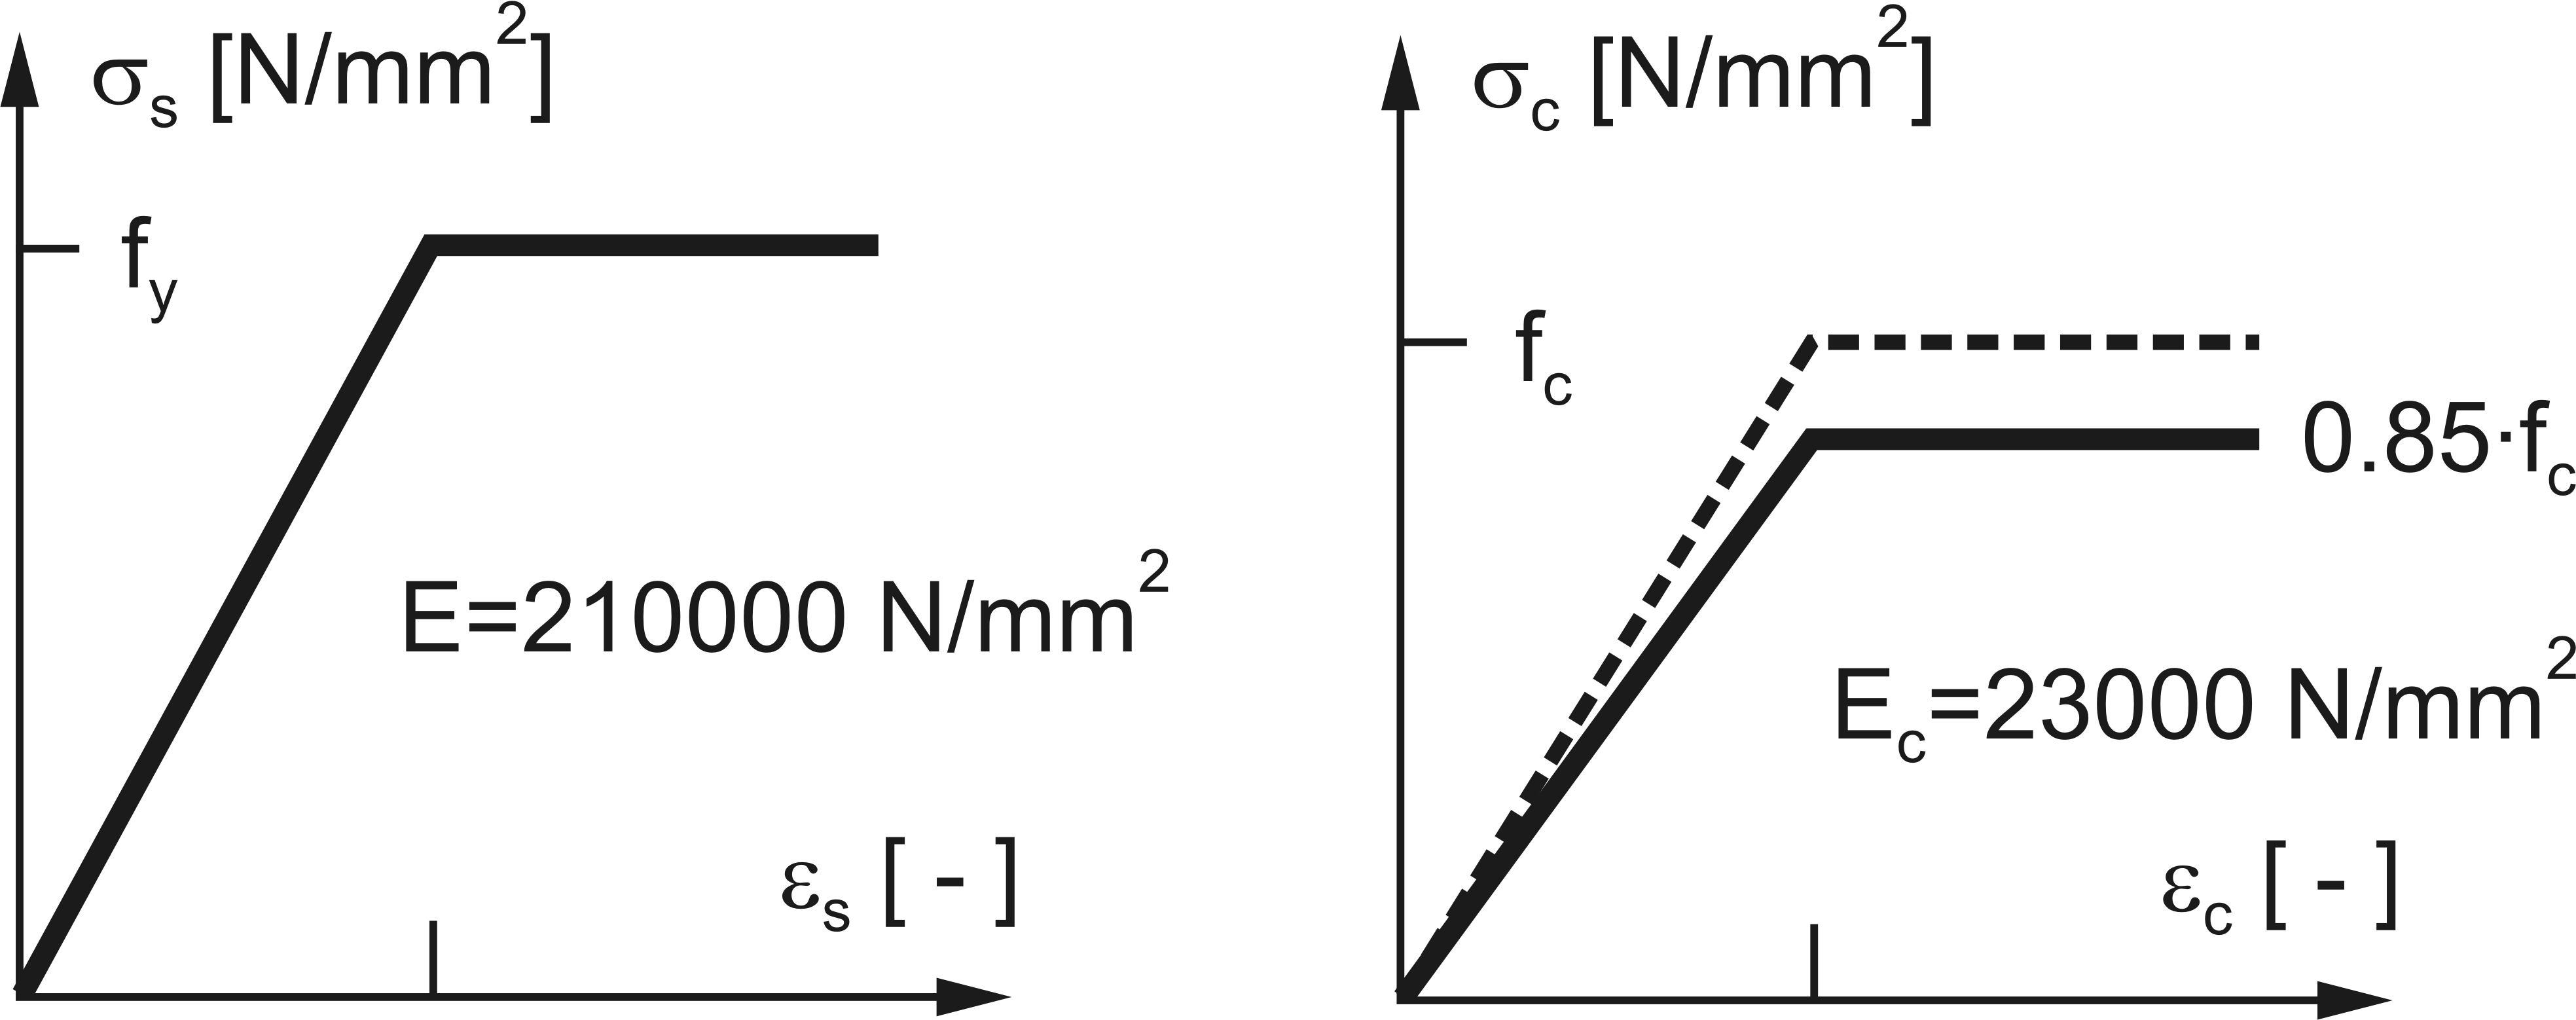 σs [N/mm²]
fy
E=210000 N/mm²
εs [ - ]
σc [N/mm²]
fc
0.85·fc
Ec=23000 N/mm²
εc [ - ]